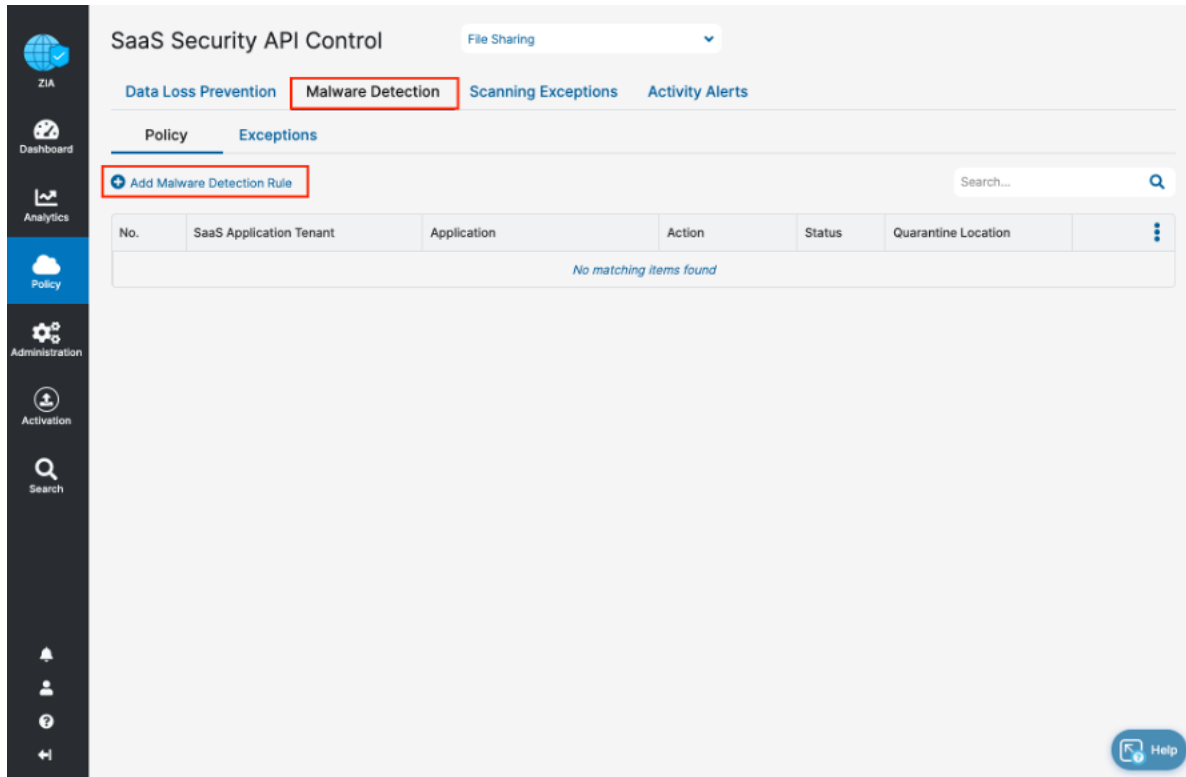 SaaS Security API Control
File Sharing
ZIA
Data Loss Prevention Malware Detection Scanning Exceptions Activity Alerts
Dashboard
Policy Exceptions
Add Malware Detection Rule
Search...
Analytics
No. SaaS Application Tenant Application Action Status Quarantine Location
No matching items found
Policy
Administration
Activation
Search
Help